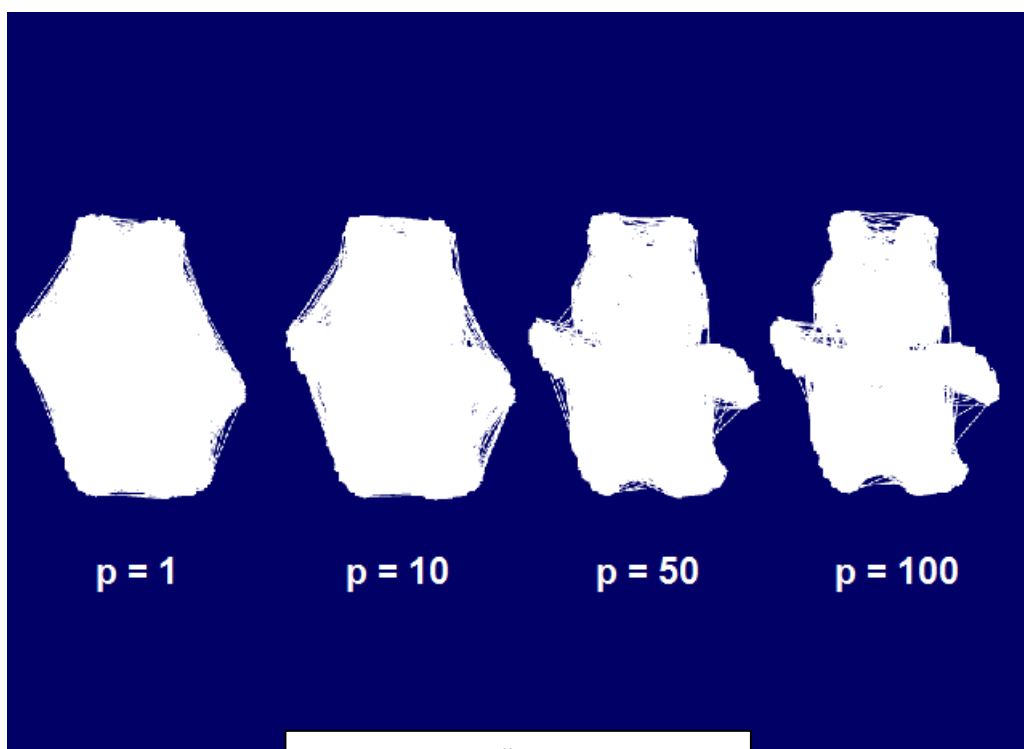 p = 1
p = 10
p = 50
p = 100